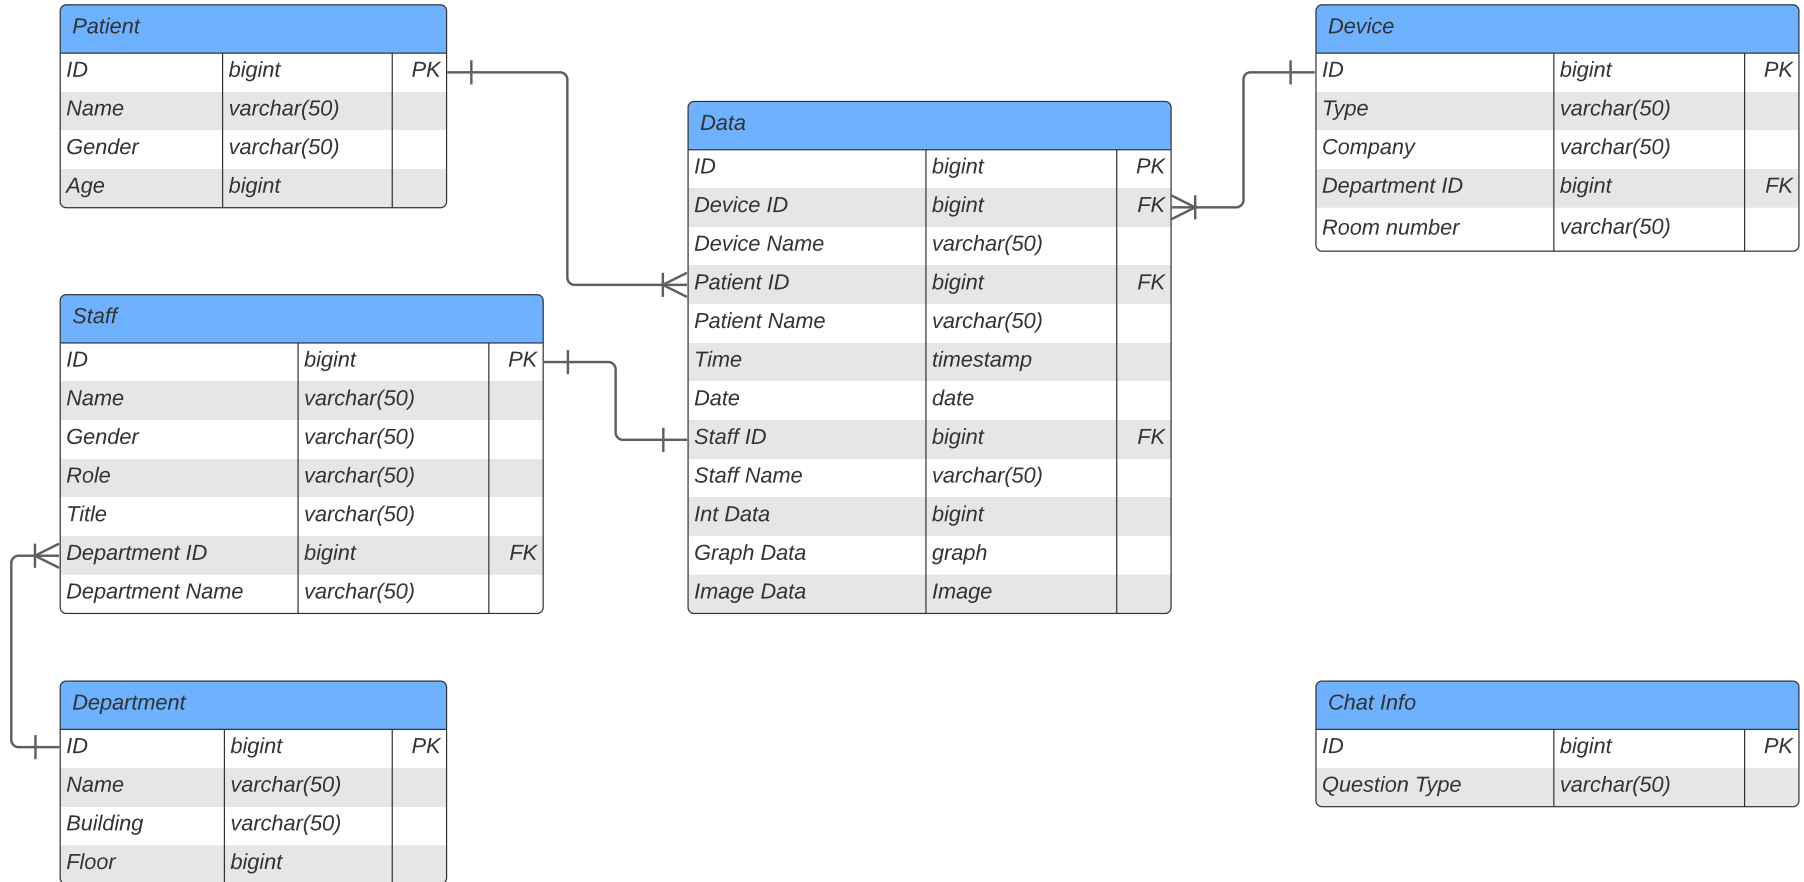 Patient
ID bigint PK
Name varchar(50)
Gender varchar(50)
Age bigint
Staff
ID bigint PK
Name varchar(50)
Gender varchar(50)
Role varchar(50)
Title varchar(50)
Department ID bigint FK
Department Name varchar(50)
Department
ID bigint PK
Name varchar(50)
Building varchar(50)
Floor bigint
Data
ID bigint PK
Device ID bigint FK
Device Name varchar(50)
Patient ID bigint FK
Patient Name varchar(50)
Time timestamp
Date date
Staff ID bigint FK
Staff Name varchar(50)
Int Data bigint
Graph Data graph
Image Data Image
Device
ID bigint PK
Type varchar(50)
Company varchar(50)
Department ID bigint FK
Room number varchar(50)
Chat Info
ID bigint PK
Question Type varchar(50)